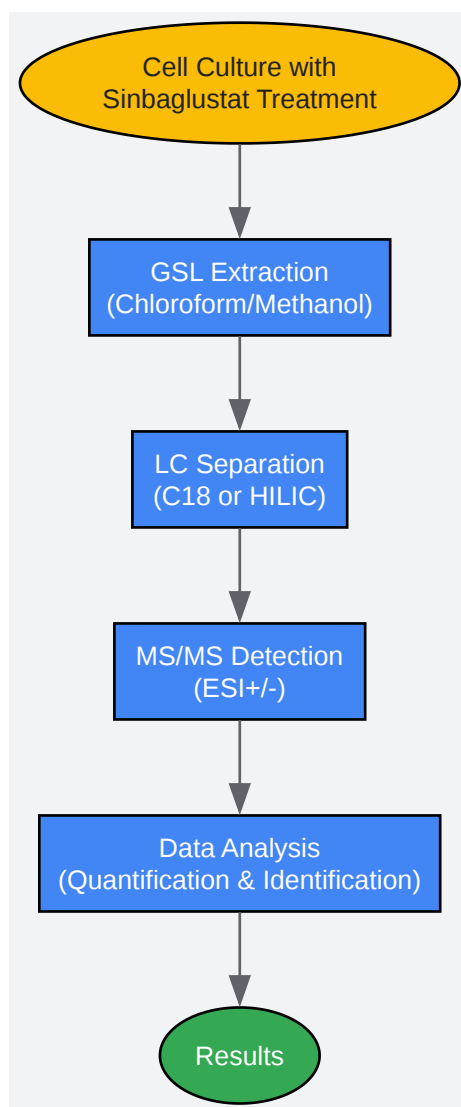 Cell Culture with
Sinbaglustat Treatment
GSL Extraction
(Chloroform/Methanol)
LC Separation
(C18 or HILIC)
MS/MS Detection
(ESI+/-)
Data Analysis
(Quantification & Identification)
Results